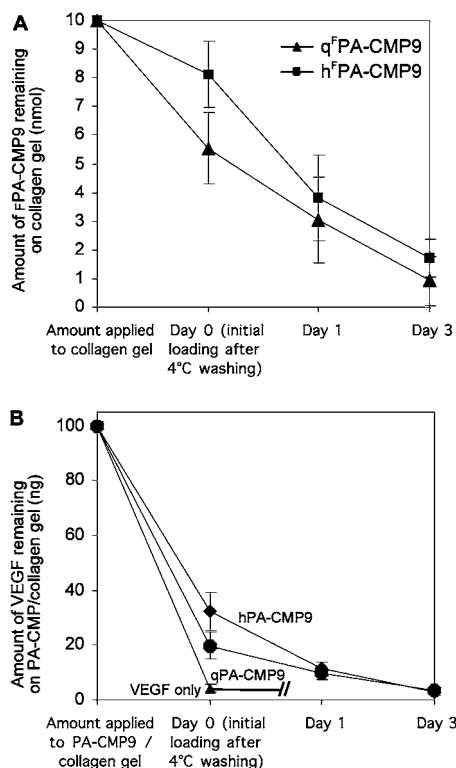 A
Amount of FPA-CMP9 remaining
on collagen gel (nmol)
10
9
8
7
6
5
4
3
2
1
0
qFPA-CMP9
hFPA-CMP9
Amount applied
to collagen gel
Day 0 (initial
loading after
4°C washing)
Day 1
Day 3
B
Amount of VEGF remaining
on PA-CMP/collagen gel (ng)
100
80
60
40
20
0
hPA-CMP9
qPA-CMP9
VEGF only
Amount applied
to PA-CMP9 /
collagen gel
Day 0 (initial
loading after
4°C washing)
Day 1
Day 3